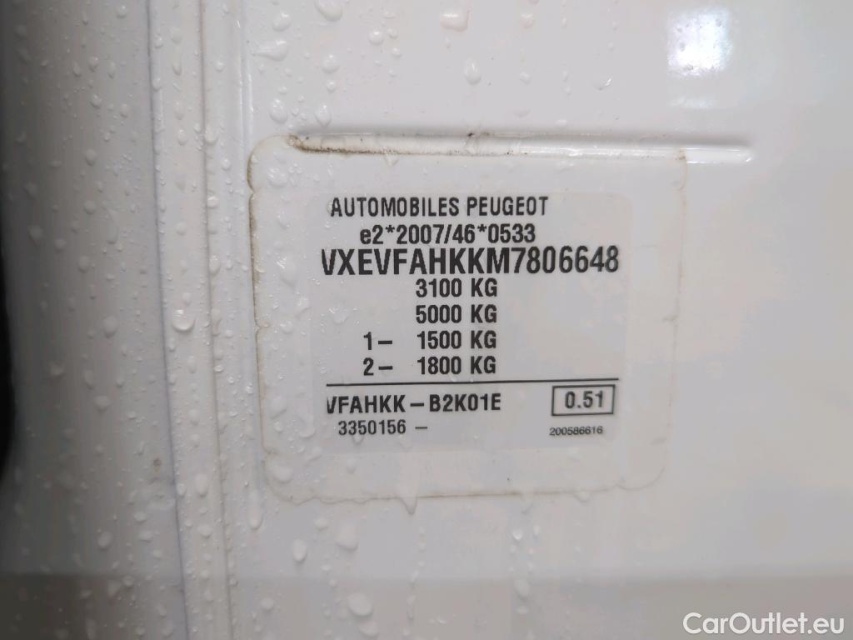 AUTOMOBILES PEUGEOT
e2*2007/46*0533
VXEVFAHKKM7806648
3100 KG
5000 KG
1- 1500 KG
2- 1800 KG
VFAHKK-B2K01E 0.51
3350156 - 200586616
CarOutlet.eu